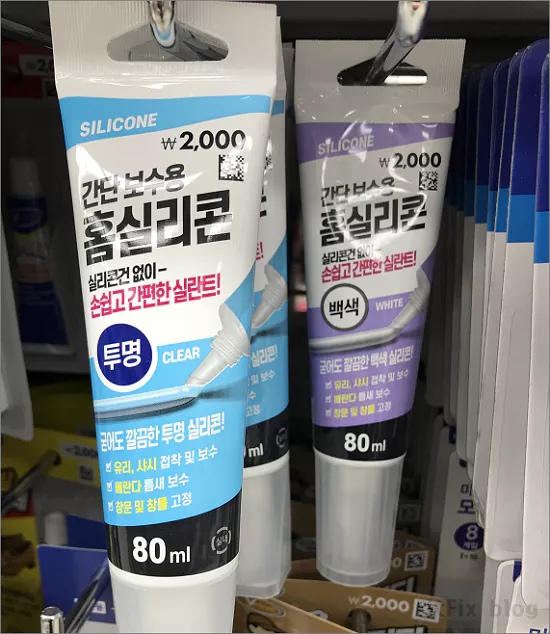 SILICONE
₩2,000
간단 보수용
홈실리콘
실리콘건 없이–
손쉽고 간편한 실란트!
투명
CLEAR
굳어도 깔끔한 투명 실리콘!
유리, 샤시 접착 및 보수
베란다 틈새 보수
창문 및 창틀 고정
80ml
실내
SILICONE
₩2,000
간단 보수용
홈실리콘
실리콘건 없이–
손쉽고 간편한 실란트!
백색
WHITE
굳어도 깔끔한 백색 실리콘!
유리, 샤시 접착 및 보수
베란다 틈새 보수
창문 및 창틀 고정
80ml
8
₩2,000
Fix blog